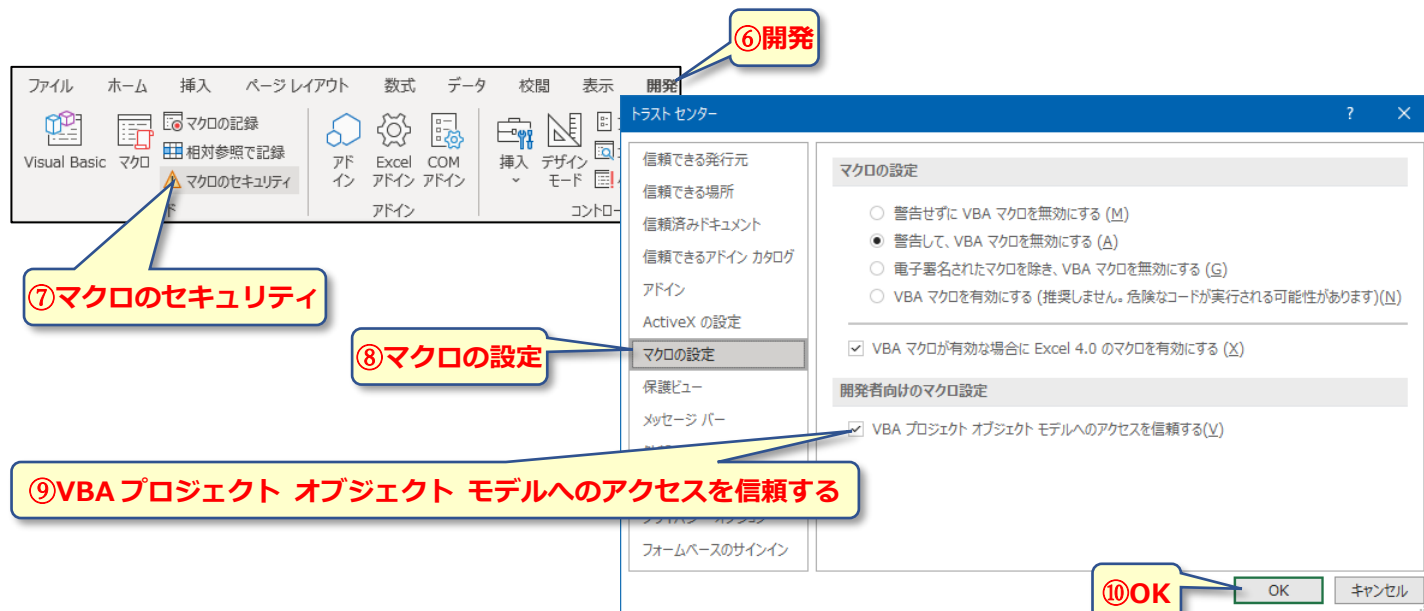 ⑥開発
ファイル ホーム 挿入 ページ レイアウト 数式 データ 校閲 表示 開発
Visual Basic
マクロ
マクロの記録
相対参照で記録
マクロのセキュリティ
アド
イン
Excel
アドイン
COM
アドイン
アドイン
挿入
デザイン
モード
コントロー
⑦マクロのセキュリティ
トラスト センター ? ×
信頼できる発行元
信頼できる場所
信頼済みドキュメント
信頼できるアドイン カタログ
アドイン
ActiveX の設定
マクロの設定
保護ビュー
メッセージ バー
フォームベースのサインイン
⑧マクロの設定
マクロの設定
警告せずに VBA マクロを無効にする (M)
警告して、VBA マクロを無効にする (A)
電子署名されたマクロを除き、VBA マクロを無効にする (G)
VBA マクロを有効にする (推奨しません。危険なコードが実行される可能性があります)(N)
VBA マクロが有効な場合に Excel 4.0 のマクロを有効にする (X)
開発者向けのマクロ設定
VBA プロジェクト オブジェクト モデルへのアクセスを信頼する(V)
⑨VBA プロジェクト オブジェクト モデルへのアクセスを信頼する
⑩OK
OK
キャンセル